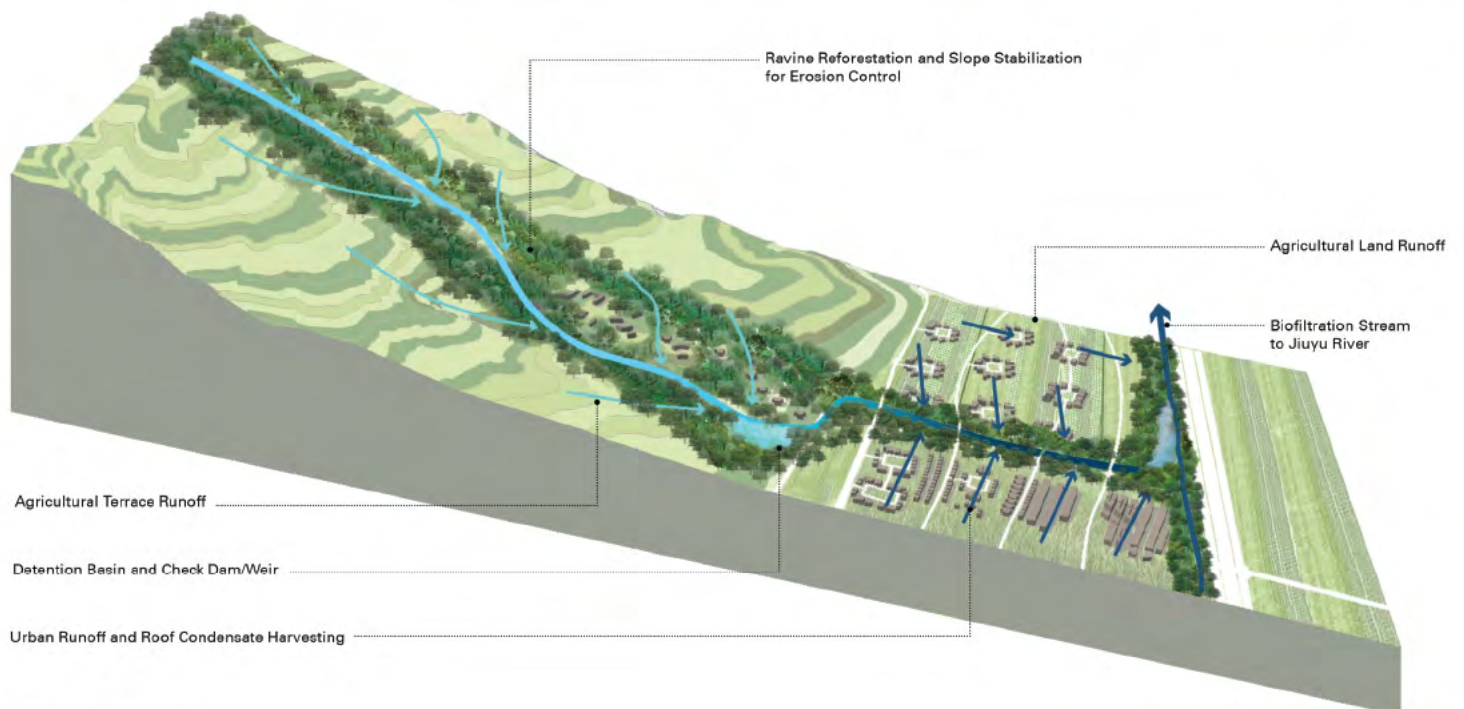 Ravine Reforestation and Slope Stabilization
for Erosion Control
Agricultural Land Runoff
Biofiltration Stream
to Jiuyu River
Agricultural Terrace Runoff
Detention Basin and Check Dam/Weir
Urban Runoff and Roof Condensate Harvesting